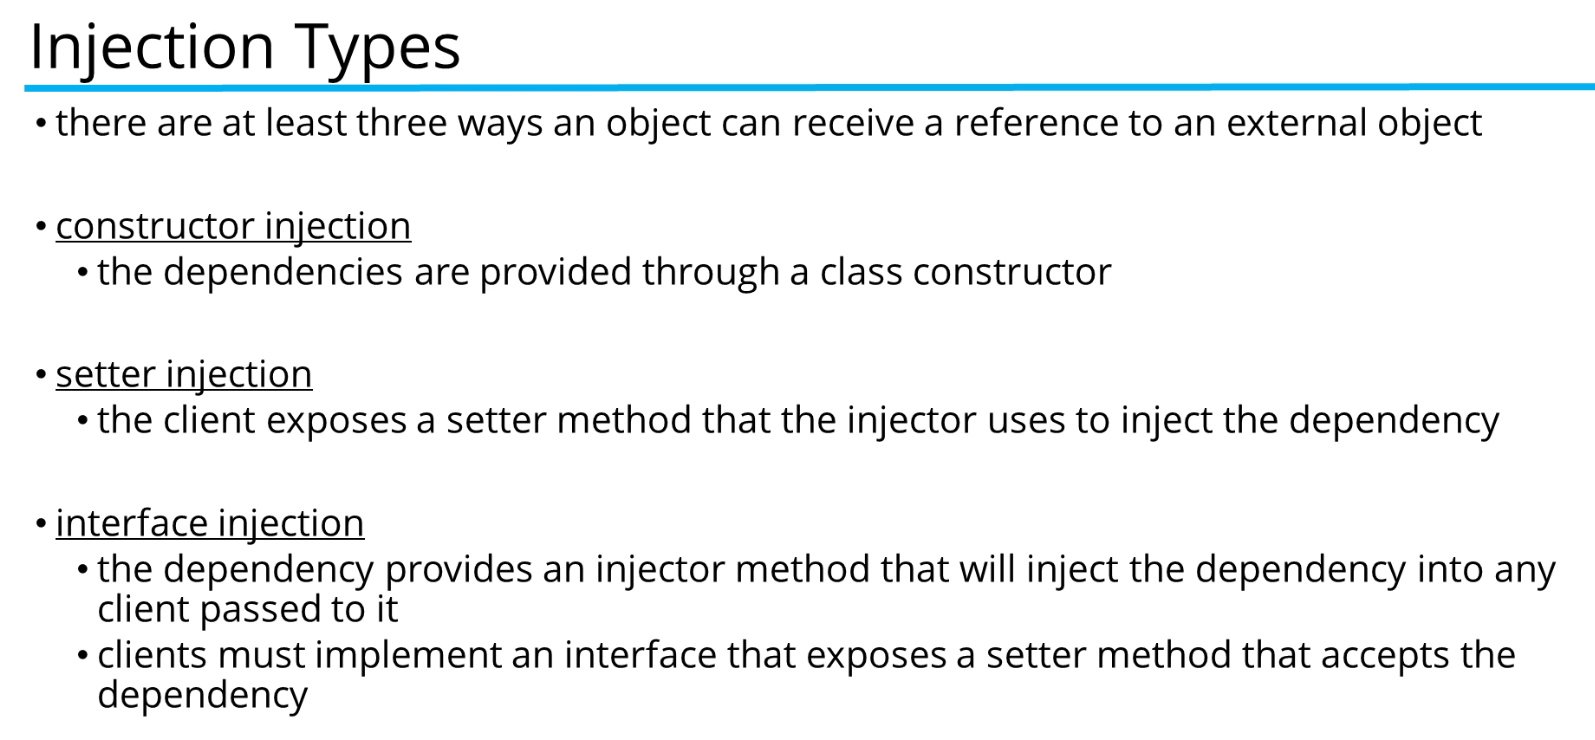 Injection Types
• there are at least three ways an object can receive a reference to an external object
• constructor injection
• the dependencies are provided through a class constructor
• setter injection
• the client exposes a setter method that the injector uses to inject the dependency
• interface injection
• the dependency provides an injector method that will inject the dependency into any
client passed to it
• clients must implement an interface that exposes a setter method that accepts the
dependency